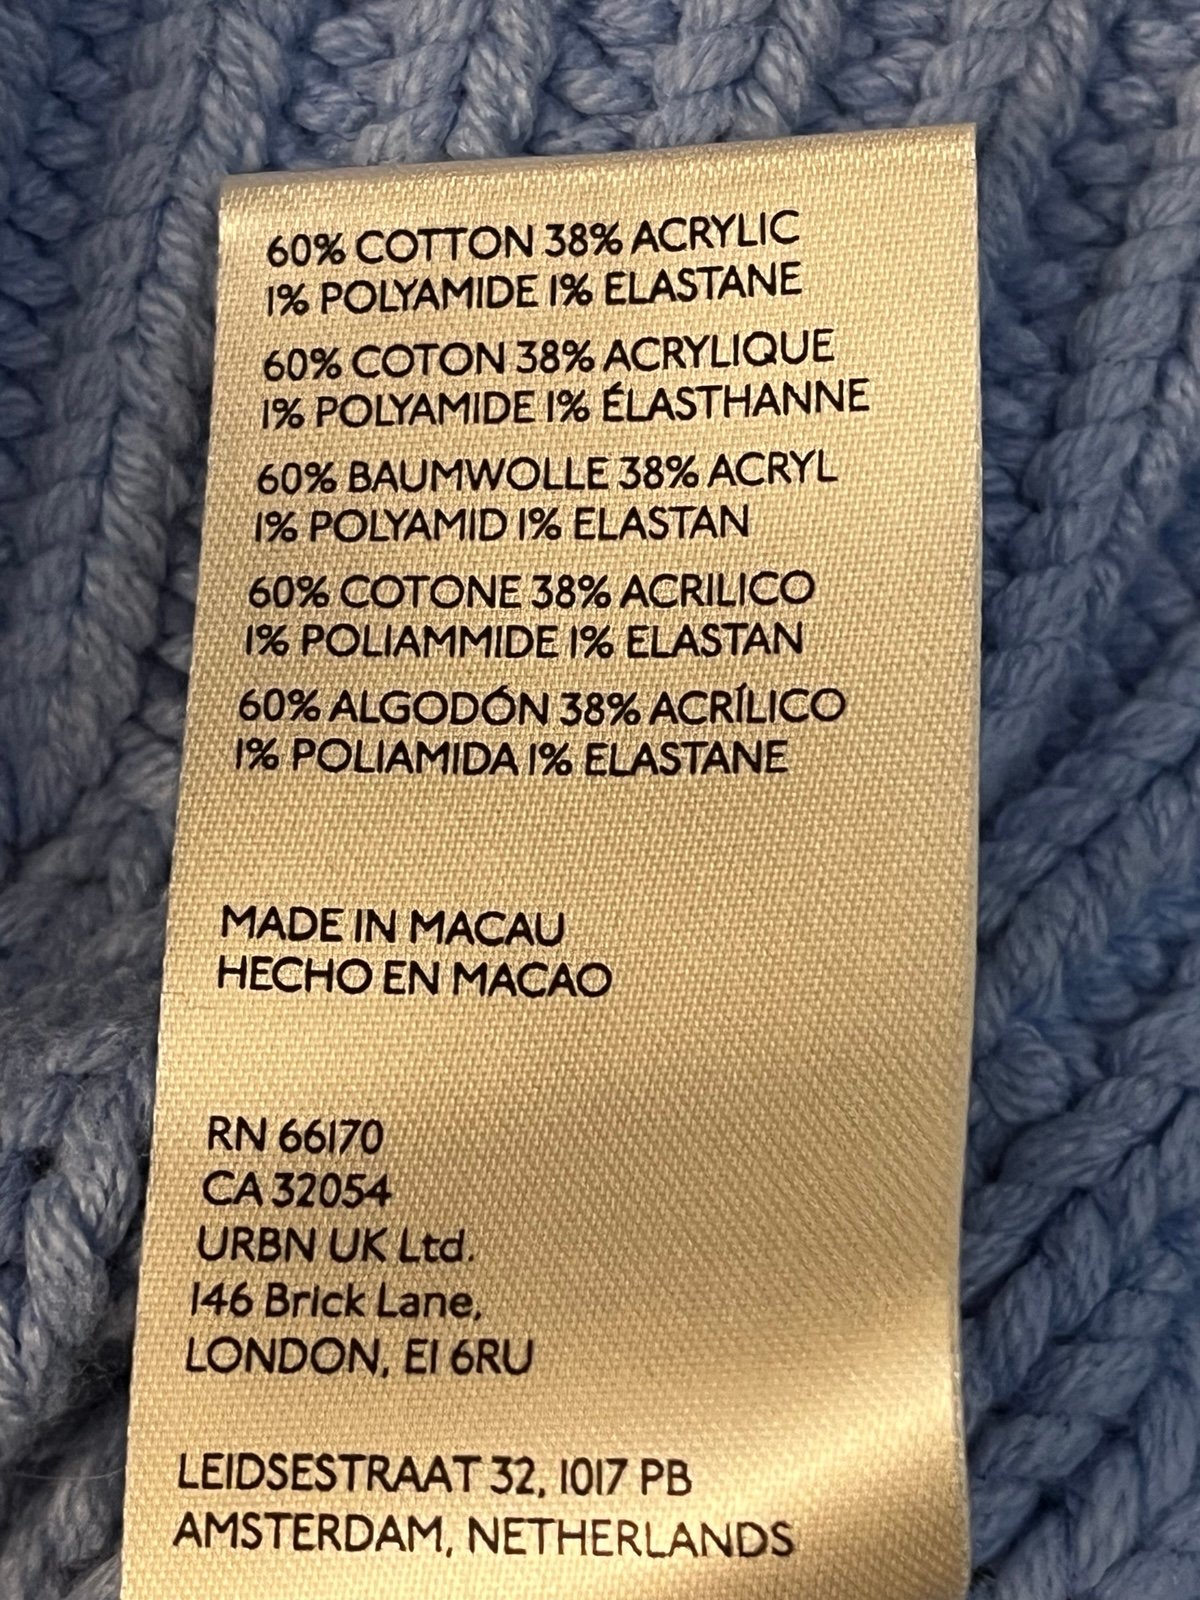 60% COTTON 38% ACRYLIC
1% POLYAMIDE 1% ELASTANE
60% COTON 38% ACRYLIQUE
1% POLYAMIDE 1% ÉLASTHANNE
60% BAUMWOLLE 38% ACRYL
1% POLYAMID 1% ELASTAN
60% COTONE 38% ACRILICO
1% POLIAMMIDE 1% ELASTAN
60% ALGODÓN 38% ACRÍLICO
1% POLIAMIDA 1% ELASTANE
MADE IN MACAU
HECHO EN MACAO
RN 66170
CA 32054
URBN UK Ltd.
146 Brick Lane,
LONDON, E1 6RU
LEIDSESTRAAT 32, 1017 PB
AMSTERDAM, NETHERLANDS